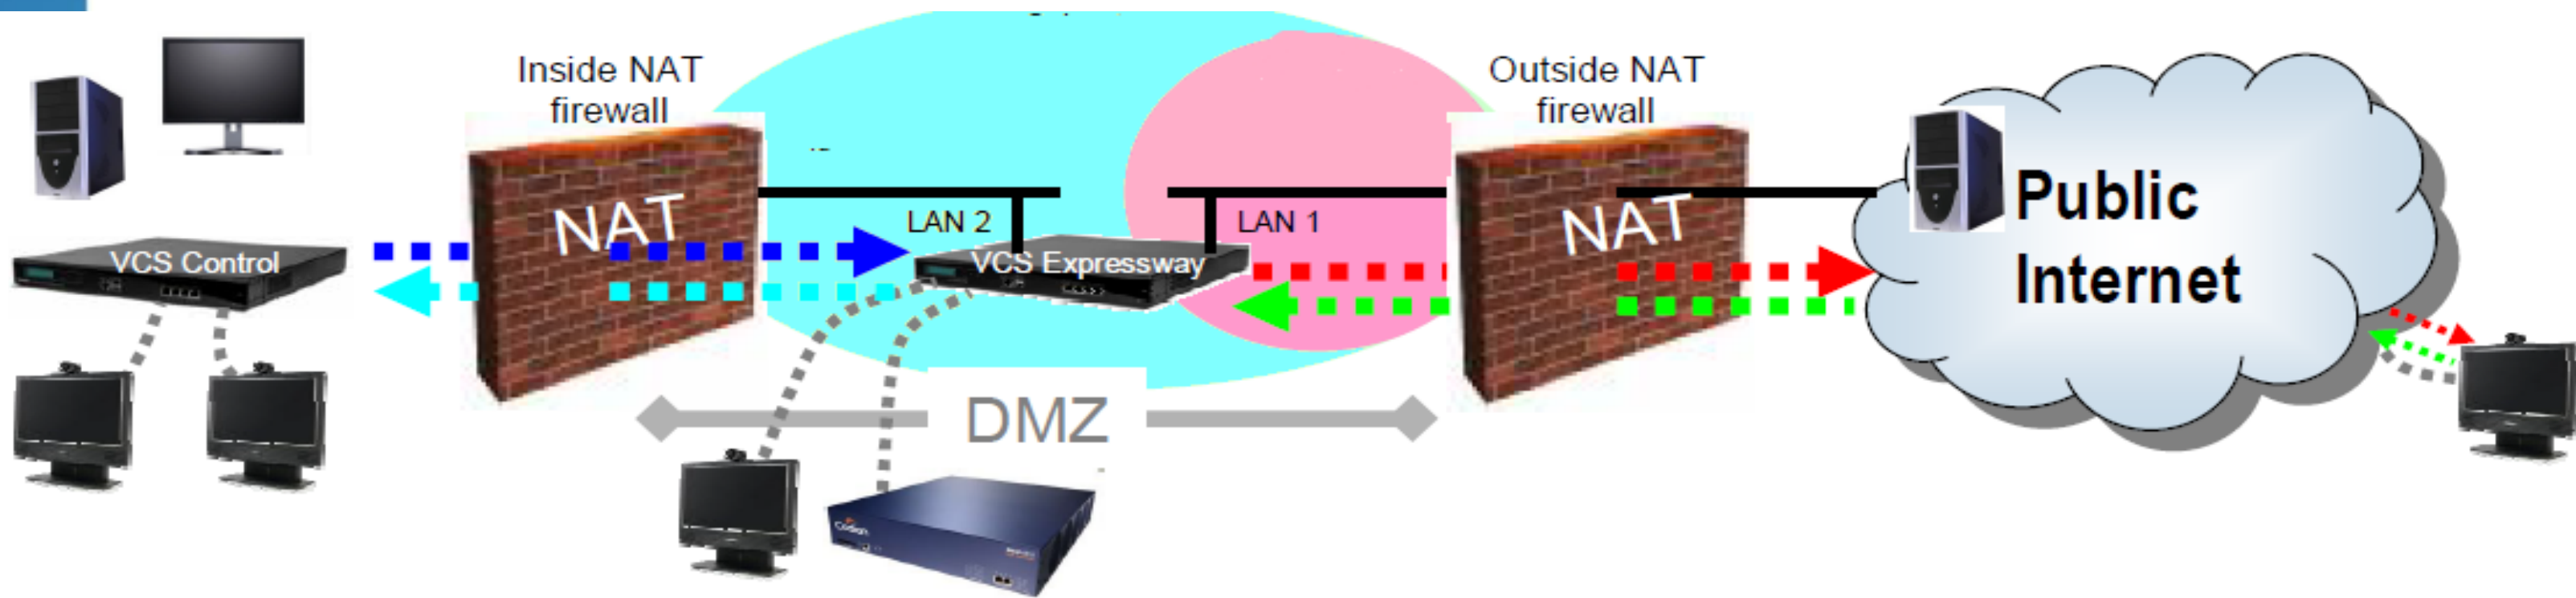 Inside NAT
firewall
Outside NAT
firewall
NAT
NAT
LAN 2
LAN 1
VCS Control
VCS Expressway
Public
Internet
DMZ
Codian